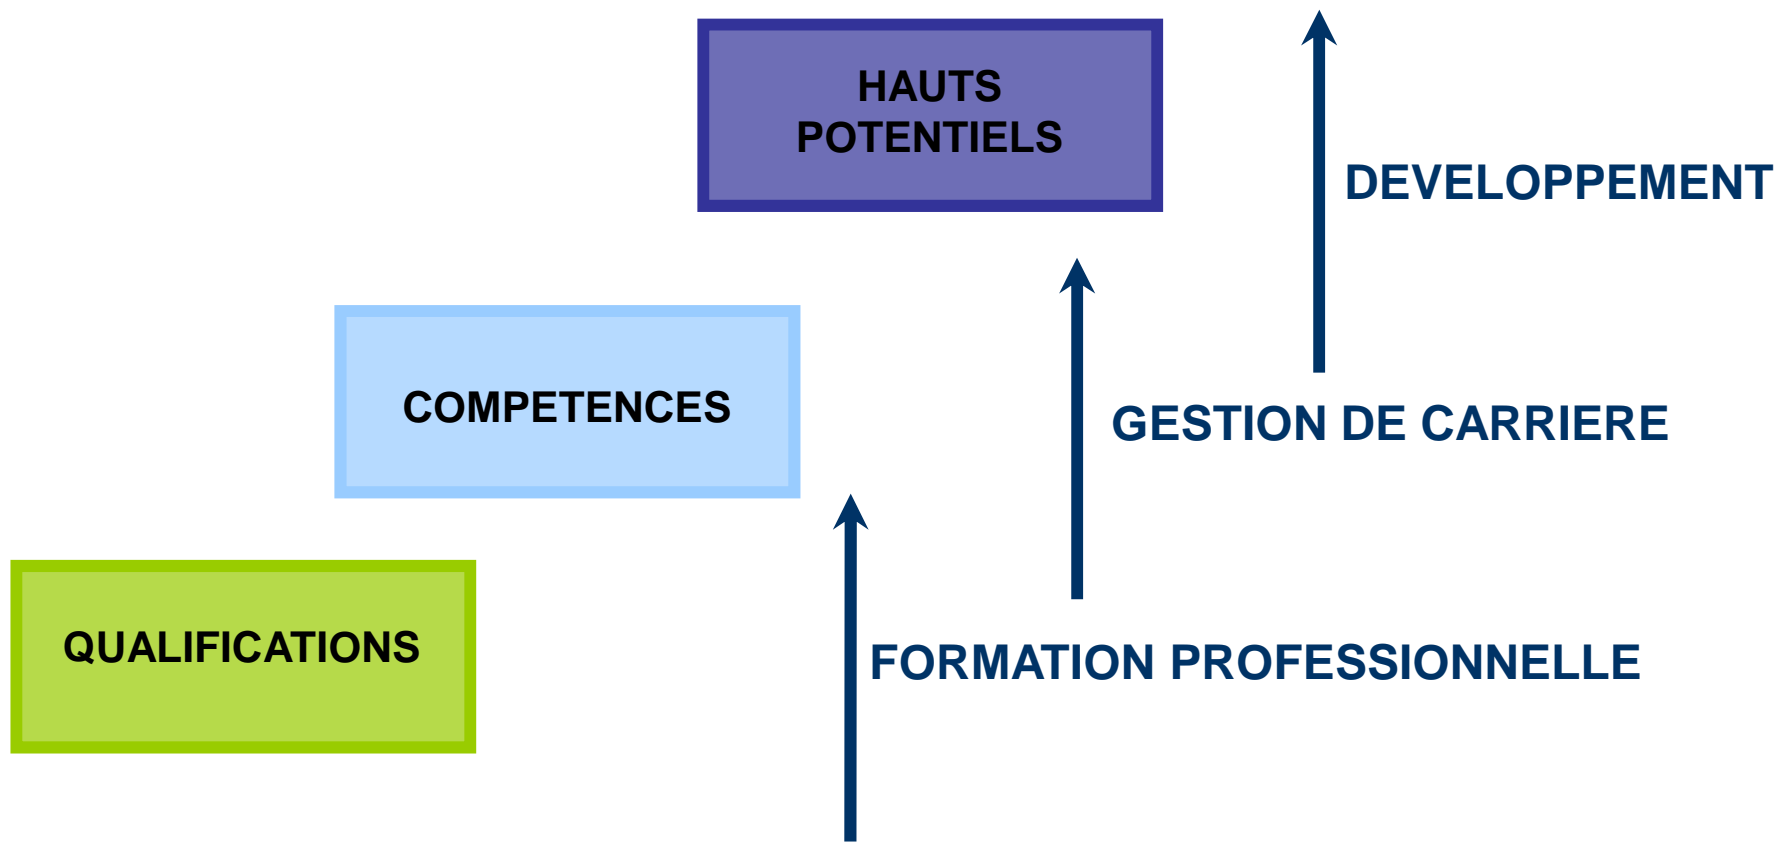 HAUTS
POTENTIELS
DEVELOPPEMENT
COMPETENCES
GESTION DE CARRIERE
QUALIFICATIONS
FORMATION PROFESSIONNELLE